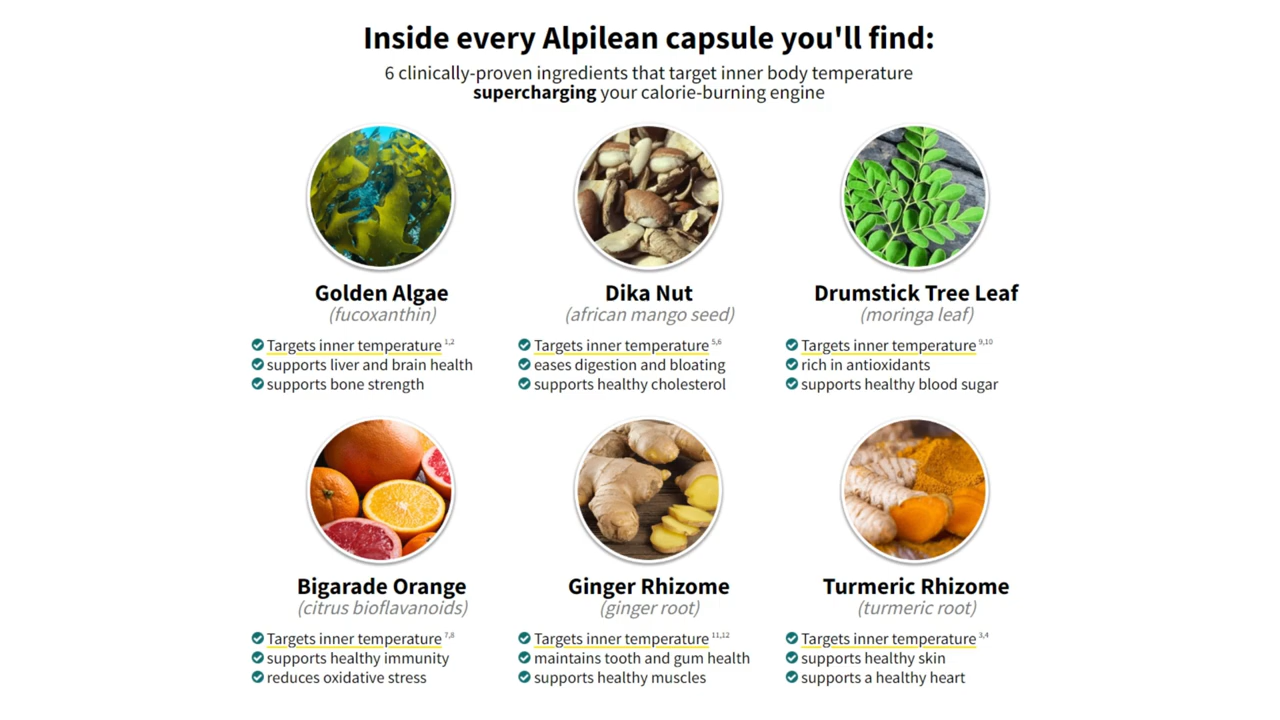 Inside every Alpilean capsule you'll find:
6 clinically-proven ingredients that target inner body temperature
supercharging your calorie-burning engine
Golden Algae
(fucoxanthin)
Targets inner temperature 1,2
supports liver and brain health
supports bone strength
Dika Nut
(african mango seed)
Targets inner temperature 5,6
eases digestion and bloating
supports healthy cholesterol
Drumstick Tree Leaf
(moringa leaf)
Targets inner temperature 9,10
rich in antioxidants
supports healthy blood sugar
Bigarade Orange
(citrus bioflavanoids)
Targets inner temperature 7,8
supports healthy immunity
reduces oxidative stress
Ginger Rhizome
(ginger root)
Targets inner temperature 11,12
maintains tooth and gum health
supports healthy muscles
Turmeric Rhizome
(turmeric root)
Targets inner temperature 3,4
supports healthy skin
supports a healthy heart